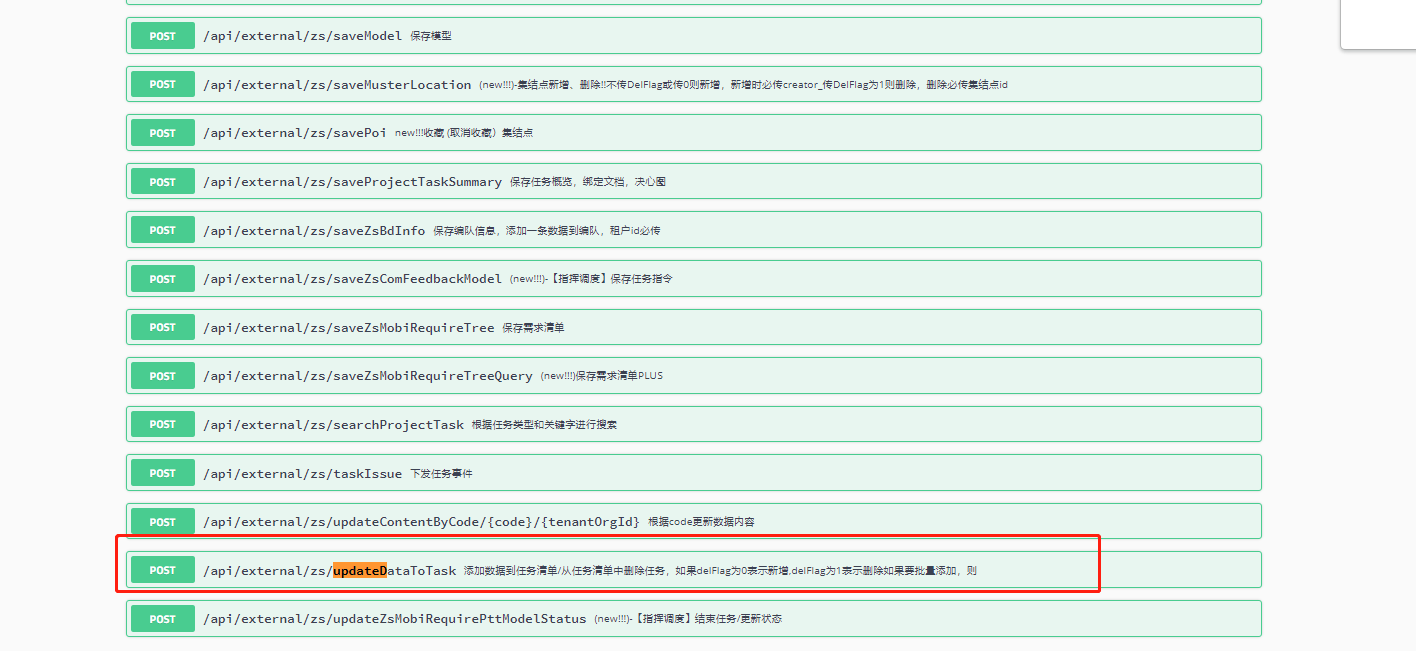 POST /api/external/zs/saveModel 保存模型
POST /api/external/zs/saveMusterLocation (new!!!)-集结点新增、删除!!不传DelFlag或传0则新增，新增时必传creator_传DelFlag为1则删除，删除必传集结点id
POST /api/external/zs/savePoi new!!!收藏 (取消收藏）集结点
POST /api/external/zs/saveProjectTaskSummary 保存任务概览，绑定文档，决心图
POST /api/external/zs/saveZsBdInfo 保存编队信息，添加一条数据到编队，租户id必传
POST /api/external/zs/saveZsComFeedbackModel (new!!!)-【指挥调度】保存任务指令
POST /api/external/zs/saveZsMobiRequireTree 保存需求清单
POST /api/external/zs/saveZsMobiRequireTreeQuery (new!!!)保存需求清单PLUS
POST /api/external/zs/searchProjectTask 根据任务类型和关键字进行搜索
POST /api/external/zs/taskIssue 下发任务事件
POST /api/external/zs/updateContentByCode/{code}/{tenantOrgId} 根据code更新数据内容
POST /api/external/zs/updateDataToTask 添加数据到任务清单/从任务清单中删除任务，如果delFlag为0表示新增,delFlag为1表示删除如果要批量添加，则
POST /api/external/zs/updateZsMobiRequirePttModelStatus (new!!!)-【指挥调度】结束任务/更新状态